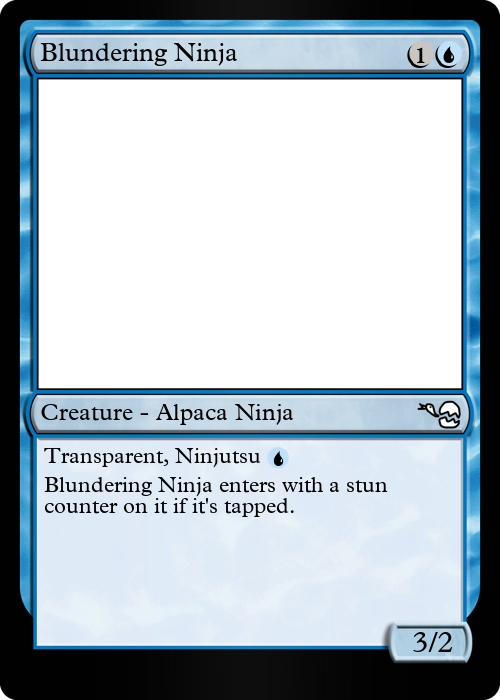 Blundering Ninja 1
Creature - Alpaca Ninja
Transparent, Ninjutsu
Blundering Ninja enters with a stun
counter on it if it's tapped.
3/2